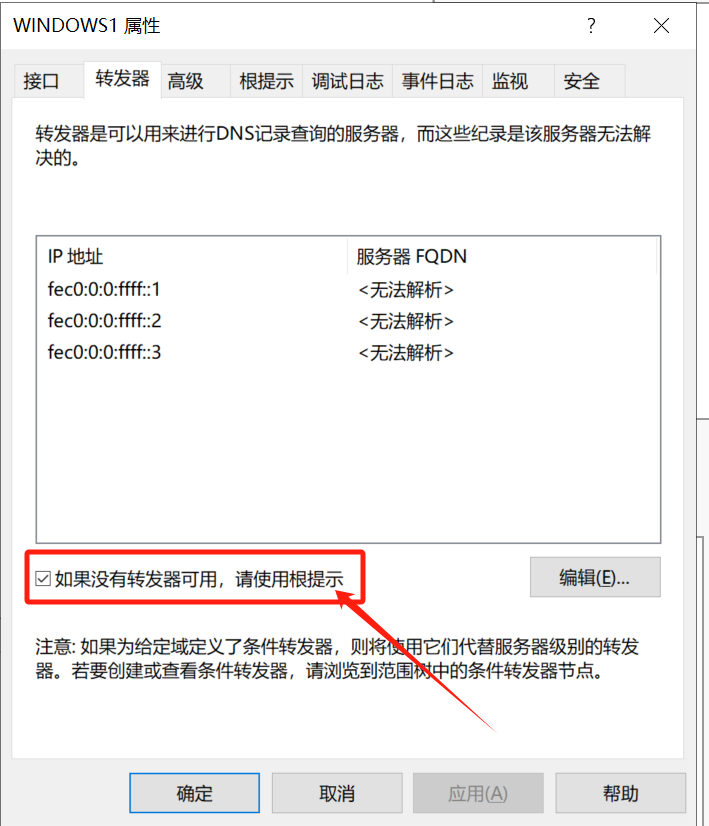 WINDOWS1 属性
?
接口 转发器 高级 根提示 调试日志 事件日志 监视 安全
转发器是可以用来进行DNS记录查询的服务器，而这些纪录是该服务器无法解
决的。
IP 地址 服务器 FQDN
fec0:0:0:ffff::1 <无法解析>
fec0:0:0:ffff::2 <无法解析>
fec0:0:0:ffff::3 <无法解析>
如果没有转发器可用，请使用根提示 编辑(E)...
注意: 如果为给定域定义了条件转发器，则将使用它们代替服务器级别的转发
器。若要创建或查看条件转发器，请浏览到范围树中的条件转发器节点。
确定 取消 应用(A) 帮助